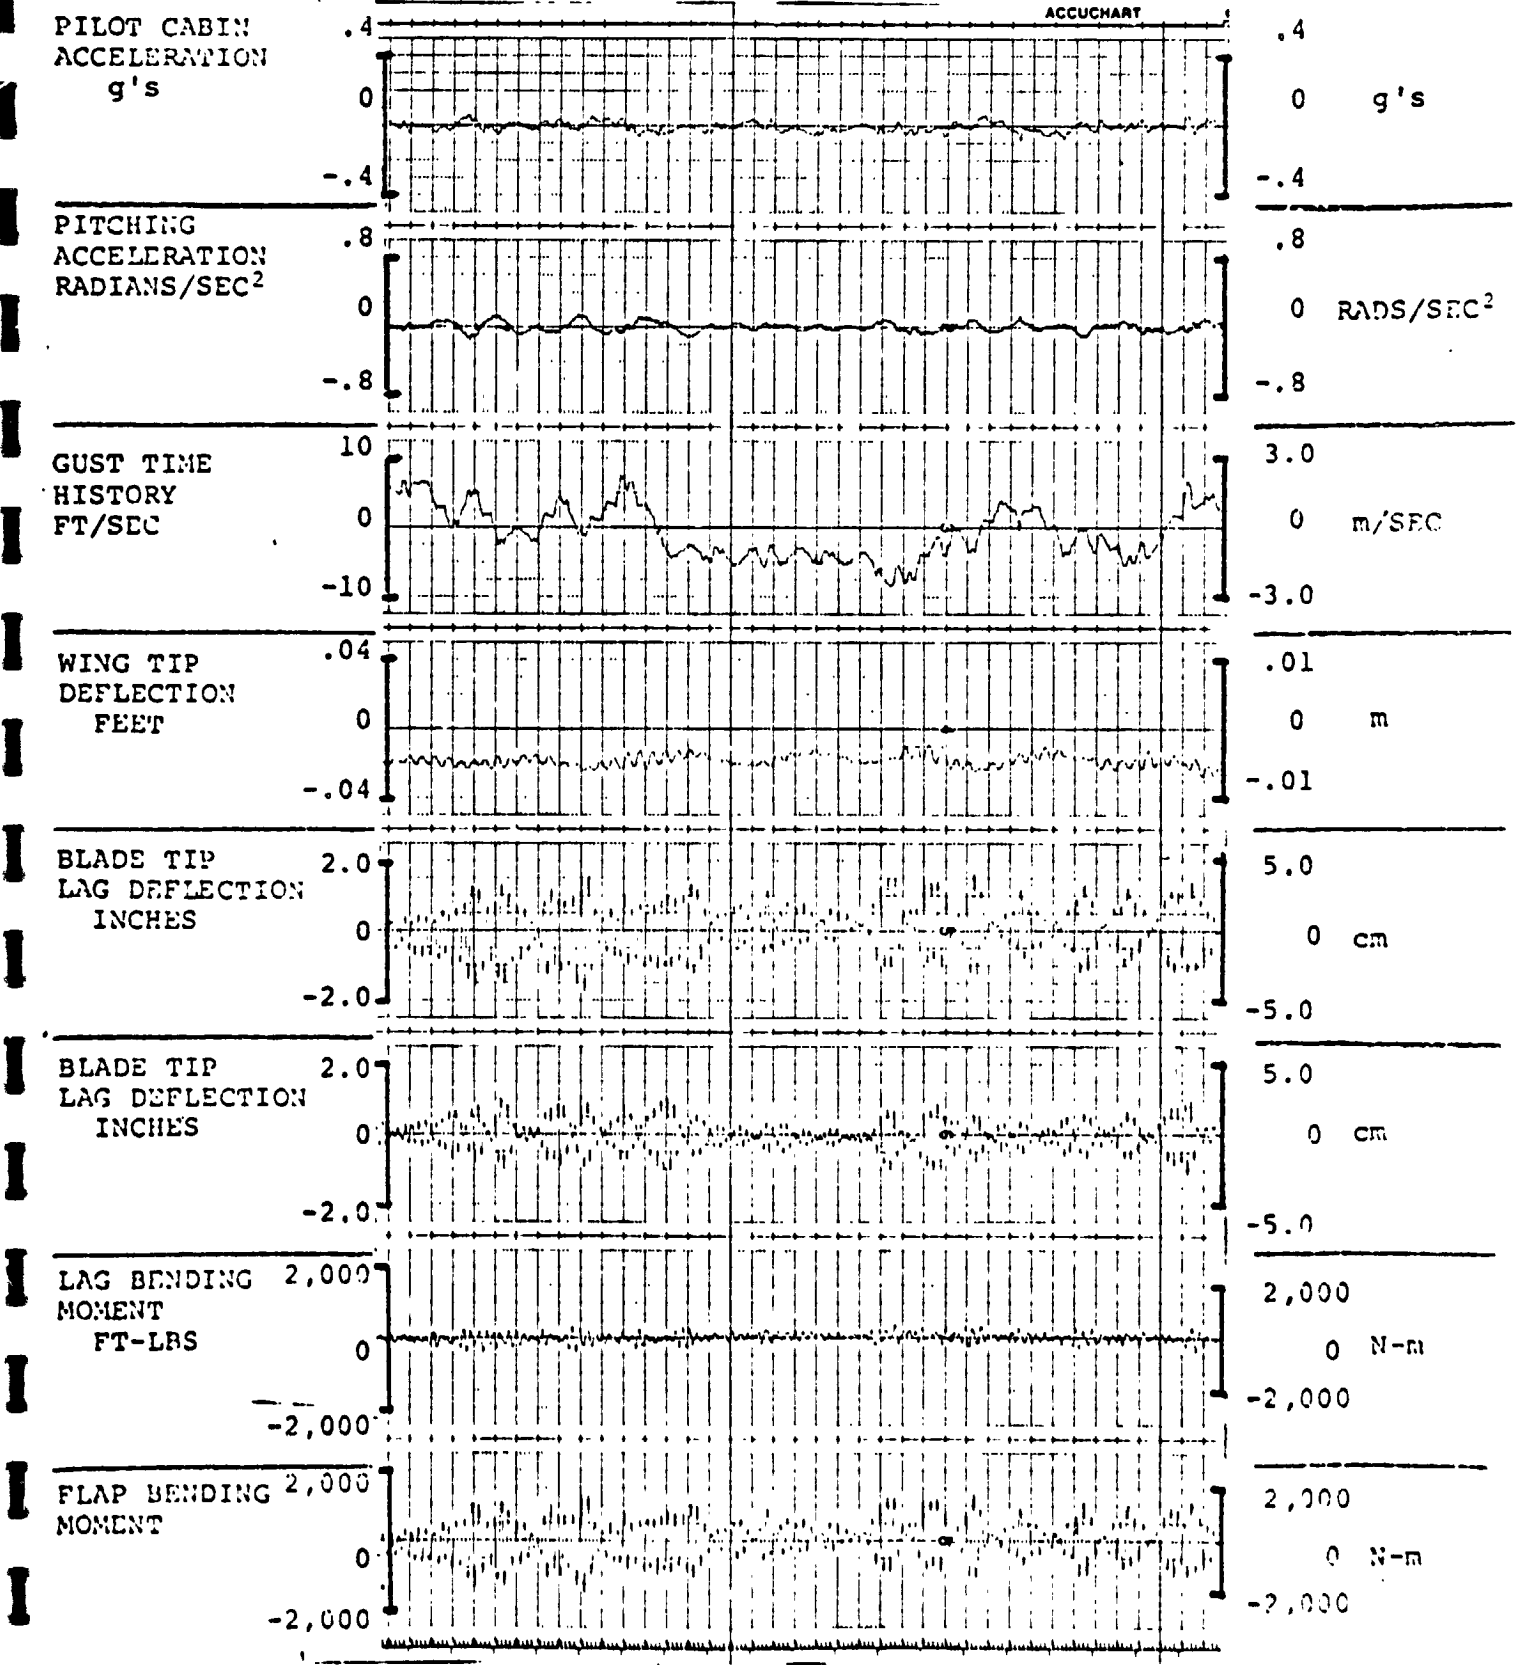 ACCUCHART
PILOT CABIN .4 .4
ACCELERATION
g's 0 0 g's
-.4 -.4
PITCHING .8 .8
ACCELERATION
RADIANS/SEC² 0 0 RADS/SEC²
-.8 -.8
10 3.0
GUST TIME
HISTORY 0 0 m/SEC
FT/SEC
-10 -3.0
WING TIP .04 .01
DEFLECTION
FEET 0 0 m
-.04 -.01
BLADE TIP 2.0 5.0
LAG DEFLECTION
INCHES 0 5 0 cm
-2.0 -5.0
BLADE TIP 2.0 5.0
LAG DEFLECTION
INCHES 0 6 0 cm
-2.0 -5.0
LAG BENDING 2,000 2,000
MOMENT
FT-LBS 0 0 N-m
-2,000 -2,000
FLAP BENDING 2,000 2,000
MOMENT 8
0 0 N-m
-2,000 -2,000